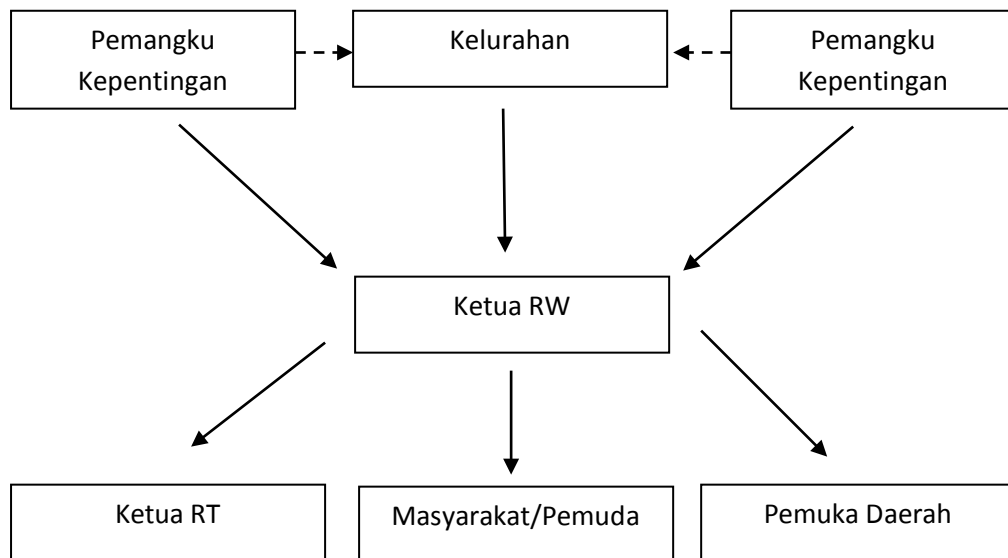 Pemangku
Kepentingan
Kelurahan
Pemangku
Kepentingan
Ketua RW
Ketua RT
Masyarakat/Pemuda
Pemuka Daerah